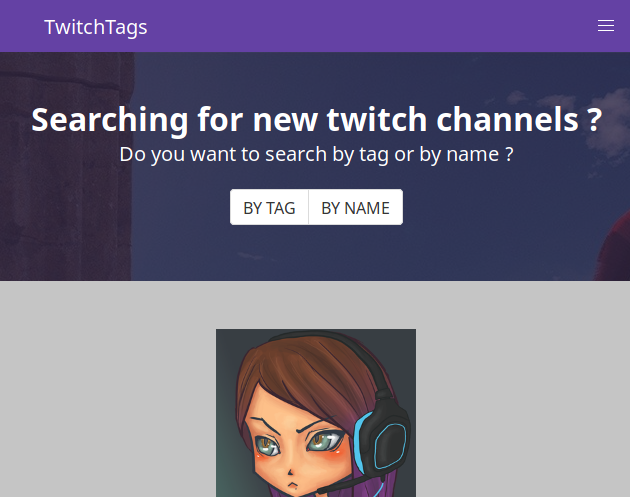 TwitchTags
Searching for new twitch channels ?
Do you want to search by tag or by name ?
BY TAG BY NAME